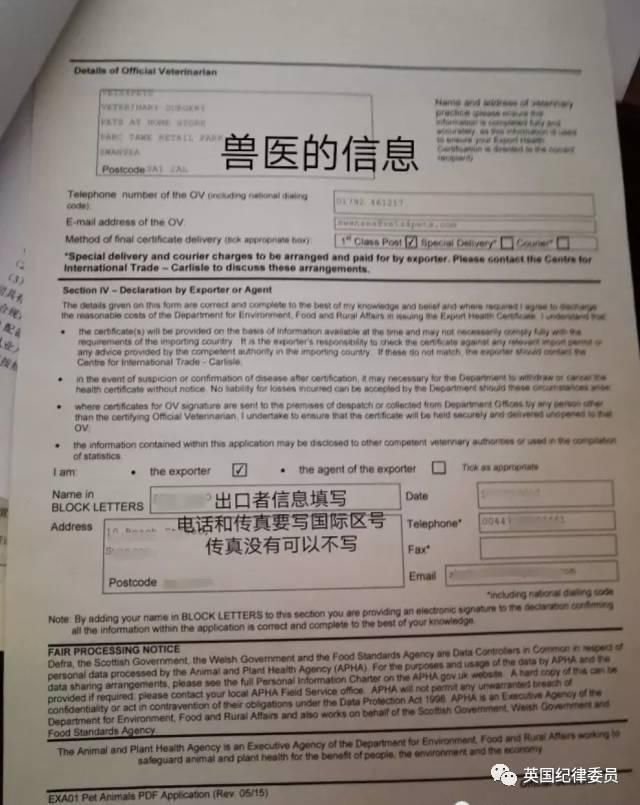 Details of Official Veterinarian
VETERINARY SURGERY
PETS AT HOME STORE
PARC TAWE RETAIL PARK
SWANSEA
Postcode SA1 2AL
兽医的信息
Name and address of veterinary
practice (please ensure this
information is completed fully and
accurately, as this information is used
to ensure your Export Health
Certification is directed to the correct
recipient)
Telephone number of the OV (including national dialing
code):
01792 461217
E-mail address of the OV:
Method of final certificate delivery (tick appropriate box):
1st Class Post ☑ Special Delivery* ☐ Courier* ☐
*Special delivery and courier charges to be arranged and paid for by exporter. Please contact the Centre for
International Trade – Carlisle to discuss these arrangements.
Section IV – Declaration by Exporter or Agent
The details given on this form are correct and complete to the best of my knowledge and belief and where required I agree to discharge
the reasonable costs of the Department for Environment, Food and Rural Affairs in issuing the Export Health Certificate. I understand that:
• the certificate(s) will be provided on the basis of information available at the time and may not necessarily comply fully with the
requirements of the importing country. It is the exporter's responsibility to check the certificate against any relevant import permit or
any advice provided by the competent authority in the importing country. If these do not match, the exporter should contact the
Centre for International Trade - Carlisle;
• in the event of suspicion or confirmation of disease after certification, it may necessary for the Department to withdraw or cancel the
health certificate without notice. No liability for losses incurred can be accepted by the Department should these circumstances arise;
• where certificates for OV signature are sent to the premises of despatch or collected from Department Offices by any person other
than the certifying Official Veterinarian, I undertake to ensure that the certificate will be held securely and delivered unopened to that
OV;
• the information contained within this application may be disclosed to other competent veterinary authorities or used in the compilation
of statistics.
I am: • the exporter ☑ • the agent of the exporter ☐ Tick as appropriate
Name in
BLOCK LETTERS
出口者信息填写
Date
Address
电话和传真要写国际区号
传真没有可以不写
Telephone*
00441
Fax*
Postcode
Email
*including national dialling code
Note: By adding your name in BLOCK LETTERS to this section you are providing an electronic signature to the declaration confirming
all the information within the application is correct and complete to the best of your knowledge.
FAIR PROCESSING NOTICE
Defra, the Scottish Government, the Welsh Government and the Food Standards Agency are Data Controllers in Common in respect of
personal data processed by the Animal and Plant Health Agency (APHA). For the purposes and usage of the data by APHA and the
data sharing arrangements, please see the full Personal Information Charter on the APHA.gov.uk website. A hard copy of this can be
provided if required: please contact your local APHA Field Service office. APHA will not permit any unwarranted breach of
confidentiality or act in contravention of their obligations under the Data Protection Act 1998. APHA is an Executive Agency of the
Department for Environment, Food and Rural Affairs and also works on behalf of the Scottish Government, Welsh Government and
Food Standards Agency.
The Animal and Plant Health Agency is an Executive Agency of the Department for Environment, Food and Rural Affairs working to
safeguard animal and plant health for the benefit of people, the environment and the economy
EXA01 Pet Animals PDF Application (Rev. 05/15)
英国纪律委员